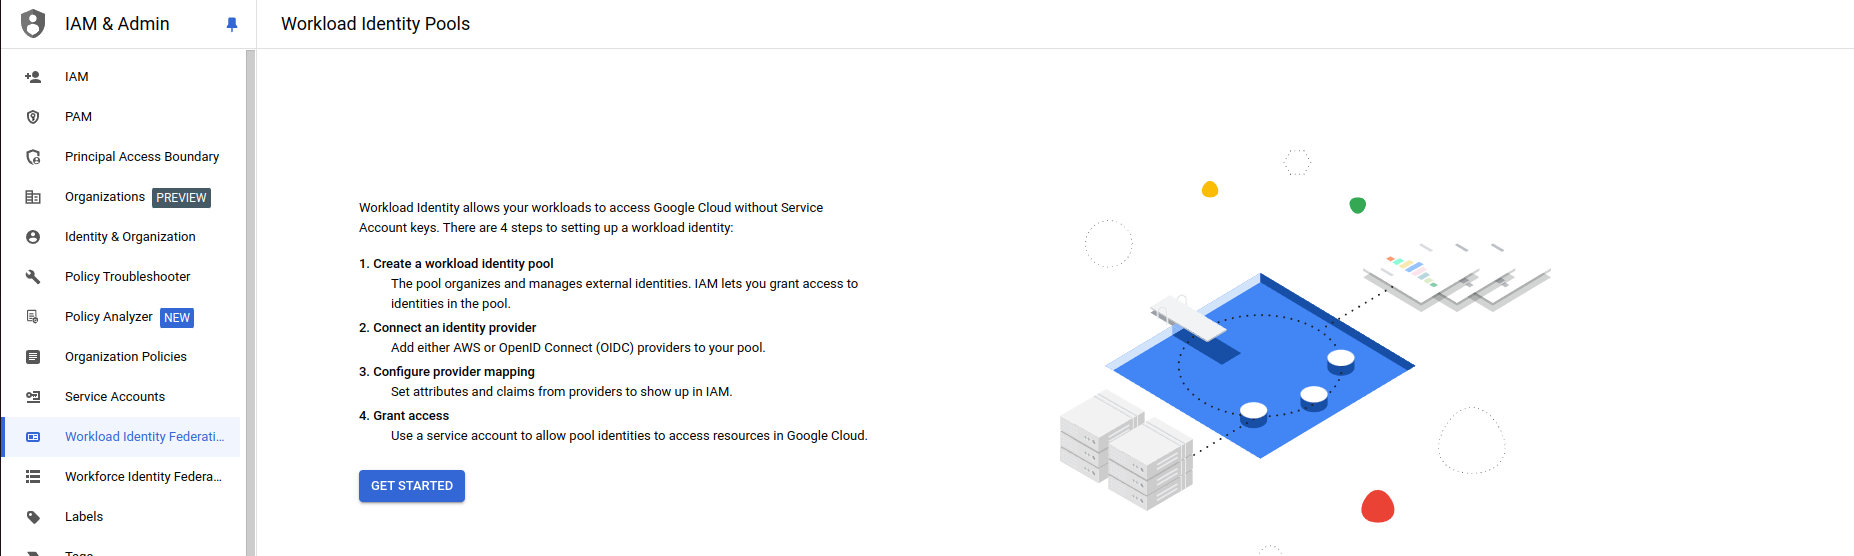 IAM & Admin
Workload Identity Pools
IAM
PAM
Principal Access Boundary
Organizations PREVIEW
Identity & Organization
Policy Troubleshooter
Policy Analyzer NEW
Organization Policies
Service Accounts
Workload Identity Federati...
Workforce Identity Federa...
Labels
Tags
Workload Identity allows your workloads to access Google Cloud without Service
Account keys. There are 4 steps to setting up a workload identity:
1. Create a workload identity pool
The pool organizes and manages external identities. IAM lets you grant access to
identities in the pool.
2. Connect an identity provider
Add either AWS or OpenID Connect (OIDC) providers to your pool.
3. Configure provider mapping
Set attributes and claims from providers to show up in IAM.
4. Grant access
Use a service account to allow pool identities to access resources in Google Cloud.
GET STARTED